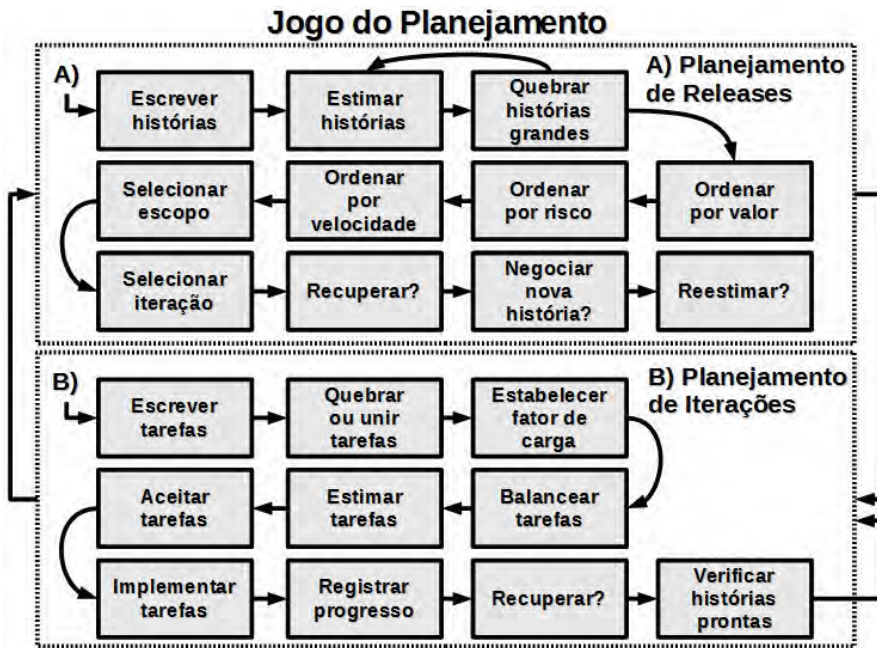 Jogo do Planejamento
A)
A) Planejamento
de Releases
Escrever
histórias
Estimar
histórias
Quebrar
histórias
grandes
Selecionar
escopo
Ordenar
por
velocidade
Ordenar
por risco
Ordenar
por valor
Selecionar
iteração
Recuperar?
Negociar
nova
história?
Reestimar?
B)
B) Planejamento
de Iterações
Escrever
tarefas
Quebrar
ou unir
tarefas
Estabelecer
fator de
carga
Aceitar
tarefas
Estimar
tarefas
Balancear
tarefas
Implementar
tarefas
Registrar
progresso
Recuperar?
Verificar
histórias
prontas